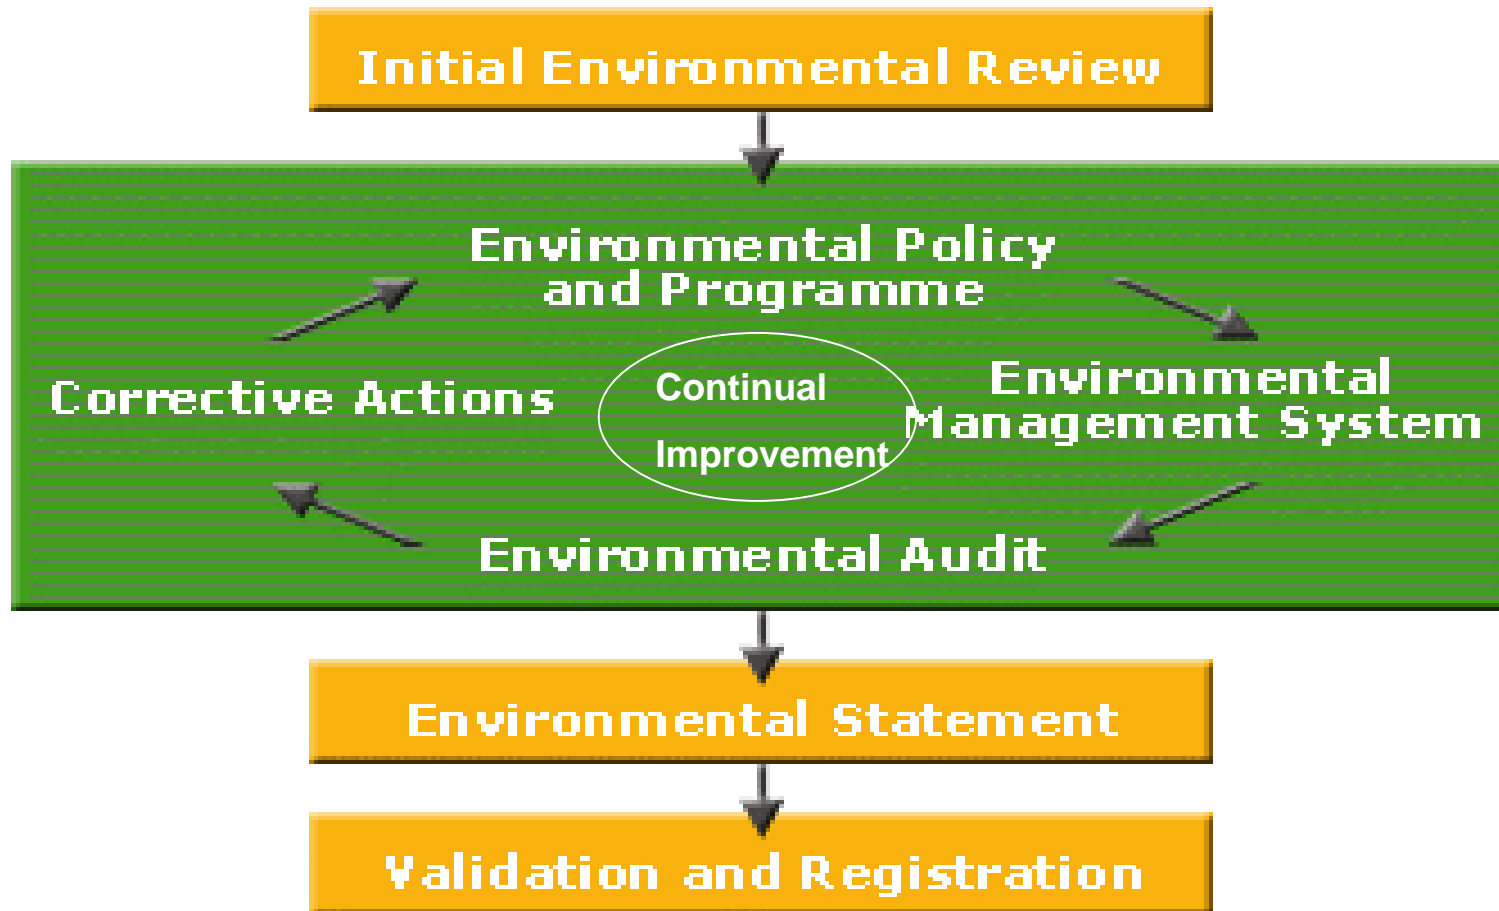 Initial Environmental Review
Environmental Policy
and Programme
Corrective Actions
Continual
Improvement
Environmental
Management System
Environmental Audit
Environmental Statement
Validation and Registration